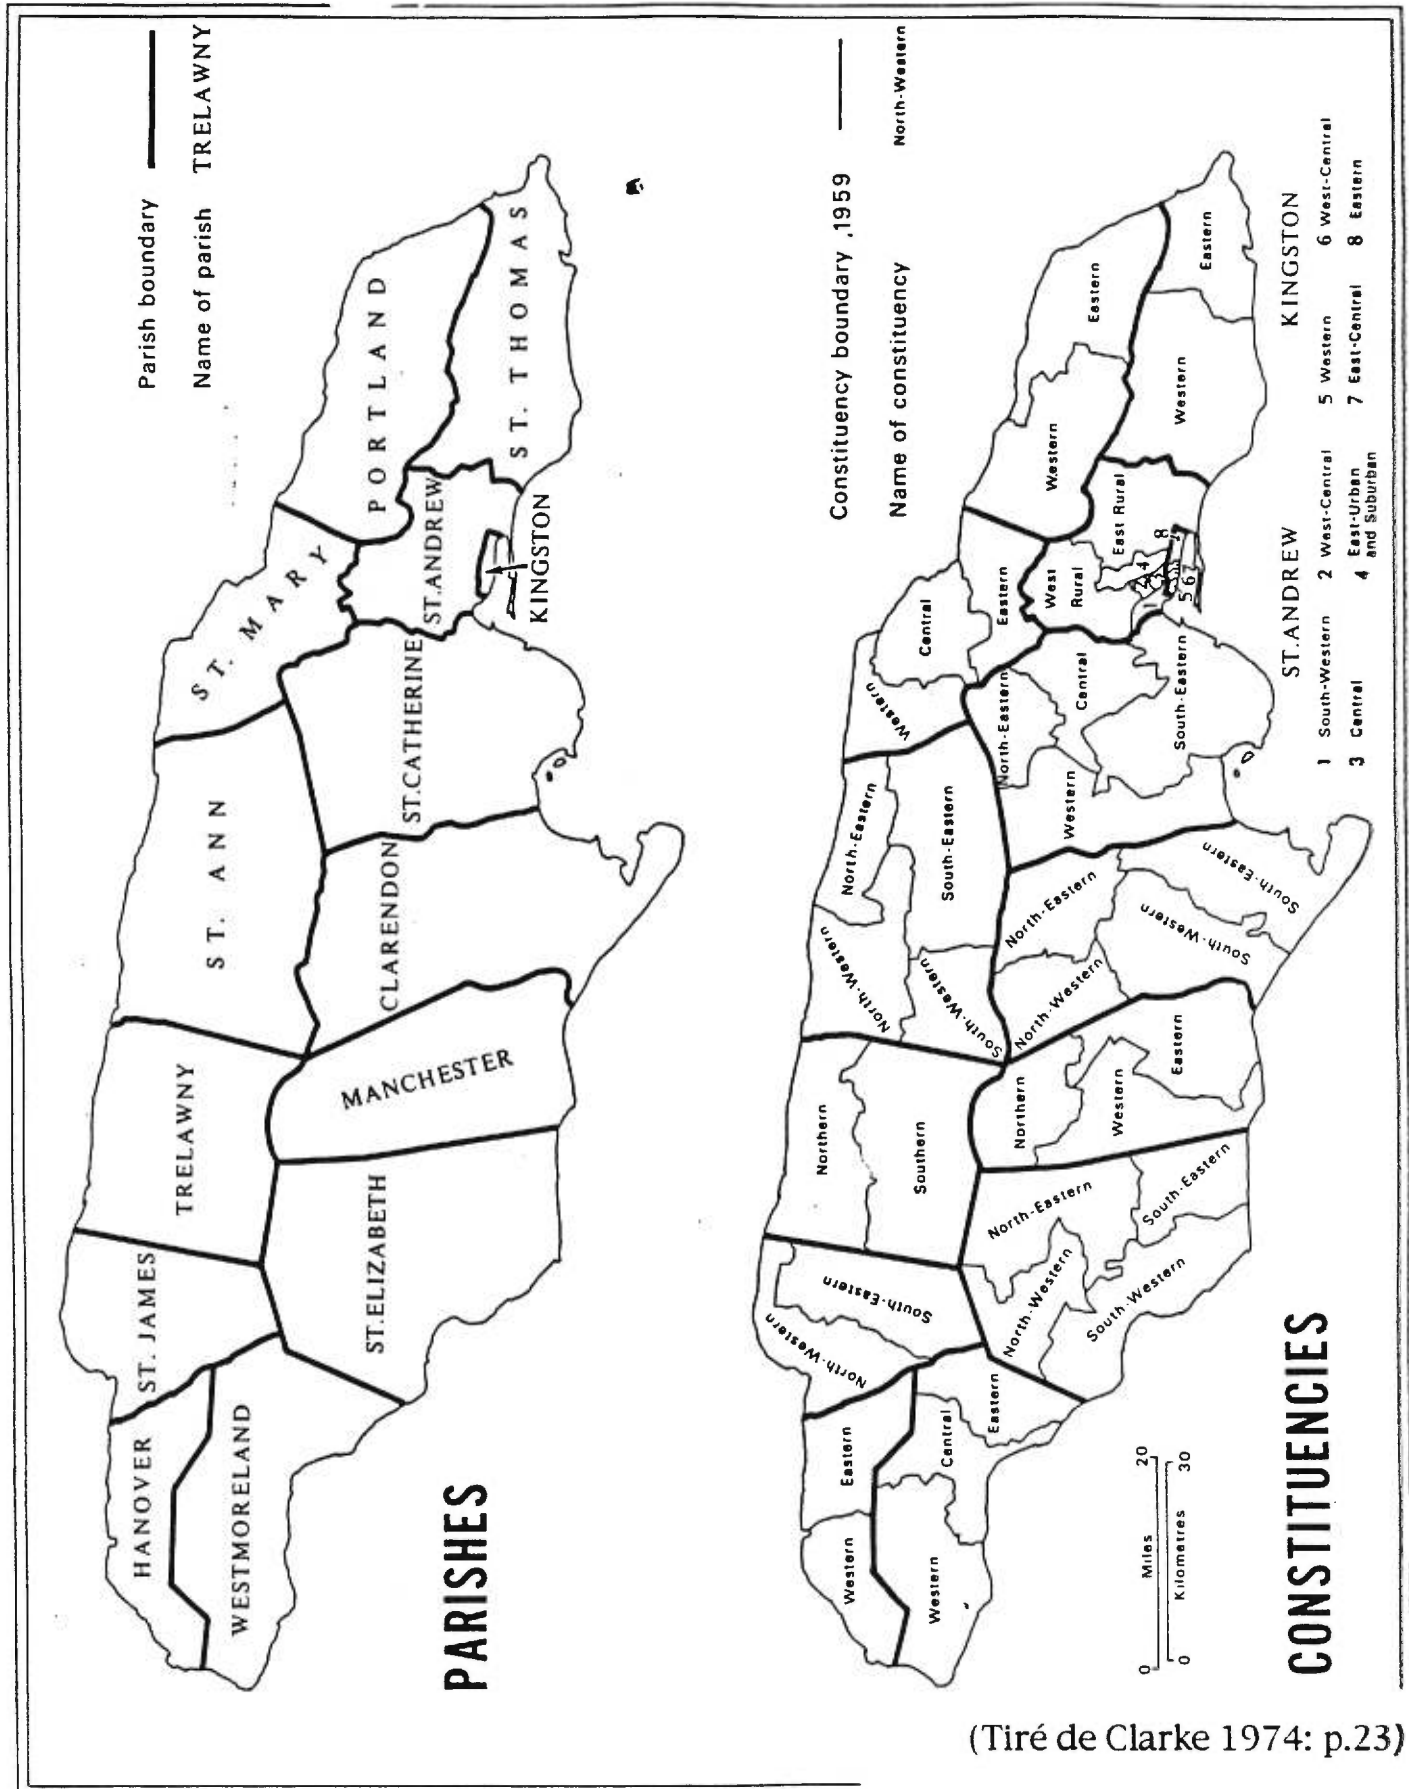 Parish boundary
Name of parish TRELAWNY
HANOVER
WESTMORELAND
ST. JAMES
TRELAWNY
ST.ELIZABETH
MANCHESTER
ST. ANN
CLARENDON
ST. MARY
ST.CATHERINE
ST.ANDREW
KINGSTON
PORTLAND
ST. THOMAS
PARISHES
Constituency boundary ,1959
Name of constituency North-Western
Western
Eastern
Western
Central
Eastern
North-Western
South-Eastern
Northern
Southern
North-Western
North-Eastern
South-Western
South-Eastern
Northern
Western
Eastern
North-Western
North-Eastern
South-Western
South-Eastern
North-Western
North-Eastern
South-Western
South-Eastern
Western
Central
Eastern
North-Eastern
Central
Western
South-Eastern
West
Rural
East Rural
1
4
5
6
8
Western
Eastern
Western
Eastern
Miles
0 20
0 30
Kilometres
CONSTITUENCIES
ST.ANDREW
1 South-Western
2 West-Central
3 Central
4 East-Urban
and Suburban
KINGSTON
5 Western
6 West-Central
7 East-Central
8 Eastern
(Tiré de Clarke 1974: p.23)